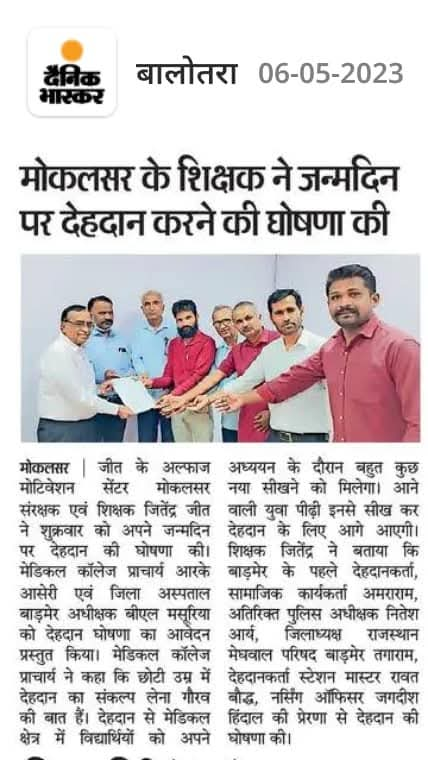 दैनिक
भास्कर
बालोतरा 06-05-2023
मोकलसर के शिक्षक ने जन्मदिन
पर देहदान करने की घोषणा की
मोकलसर | जीत के अल्फाज
मोटिवेशन सेंटर मोकलसर
संरक्षक एवं शिक्षक जितेंद्र जीत
ने शुक्रवार को अपने जन्मदिन
पर देहदान की घोषणा की।
मेडिकल कॉलेज प्राचार्य आरके
आसेरी एवं जिला अस्पताल
बाड़मेर अधीक्षक बीएल मसूरिया
को देहदान घोषणा का आवेदन
प्रस्तुत किया। मेडिकल कॉलेज
प्राचार्य ने कहा कि छोटी उम्र में
देहदान का संकल्प लेना गौरव
की बात हैं। देहदान से मेडिकल
क्षेत्र में विद्यार्थियों को अपने
अध्ययन के दौरान बहुत कुछ
नया सीखने को मिलेगा। आने
वाली युवा पीढ़ी इनसे सीख कर
देहदान के लिए आगे आएगी।
शिक्षक जितेंद्र ने बताया कि
बाड़मेर के पहले देहदानकर्ता,
सामाजिक कार्यकर्ता अमराराम,
अतिरिक्त पुलिस अधीक्षक नितेश
आर्य, जिलाध्यक्ष राजस्थान
मेघवाल परिषद बाड़मेर तगाराम,
देहदानकर्ता स्टेशन मास्टर रावत
बौद्ध, नर्सिंग ऑफिसर जगदीश
हिंदाल की प्रेरणा से देहदान की
घोषणा की।